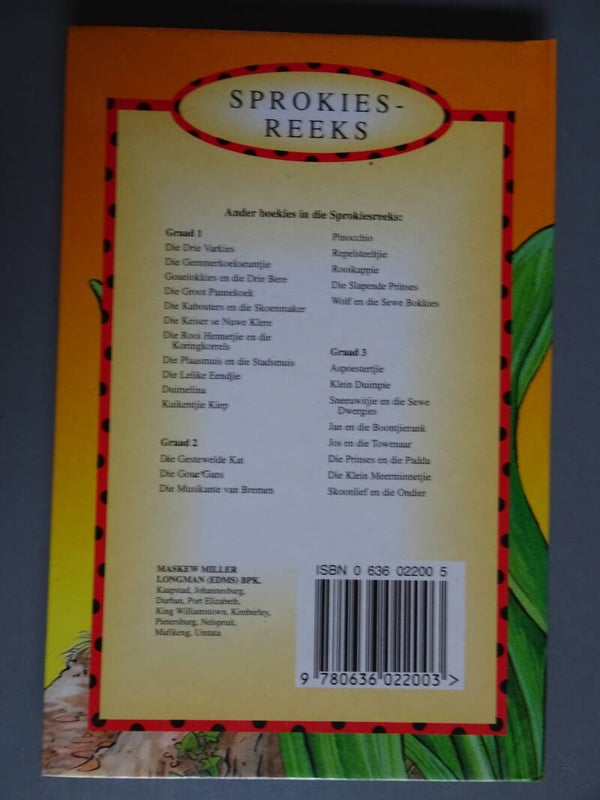 SPROKIES-
REEKS
Ander boekies in die Sprokiesreeks:
Graad 1
Die Drie Varkies
Die Gemmerkoekseuntjie
Gouelokkies en die Drie Bere
Die Groot Pannekoek
Die Kabouters en die Skoenmaker
Die Keiser se Nuwe Klere
Die Rooi Hennetjie en die
Koringkorrels
Die Plaasmuis en die Stadsmuis
Die Lelike Eendjie
Duimelina
Kuikentjie Kiep
Graad 2
Die Gestewelde Kat
Die Goue Gans
Die Musikante van Bremen
Pinocchio
Repelsteeltjie
Rooikappie
Die Slapende Prinses
Wolf en die Sewe Bokkies
Graad 3
Aspoestertjie
Klein Duimpie
Sneeuwitjie en die Sewe
Dwergies
Jan en die Boontjierank
Jos en die Towenaar
Die Prinses en die Padda
Die Klein Meerminnetjie
Skoonlief en die Ondier
MASKEW MILLER
LONGMAN (EDMS) BPK.
Kaapstad, Johannesburg,
Durban, Port Elizabeth,
King Williamstown, Kimberley,
Pietersburg, Nelspruit,
Mafikeng, Umtata
ISBN 0 636 02200 5
9 780636 022003 >